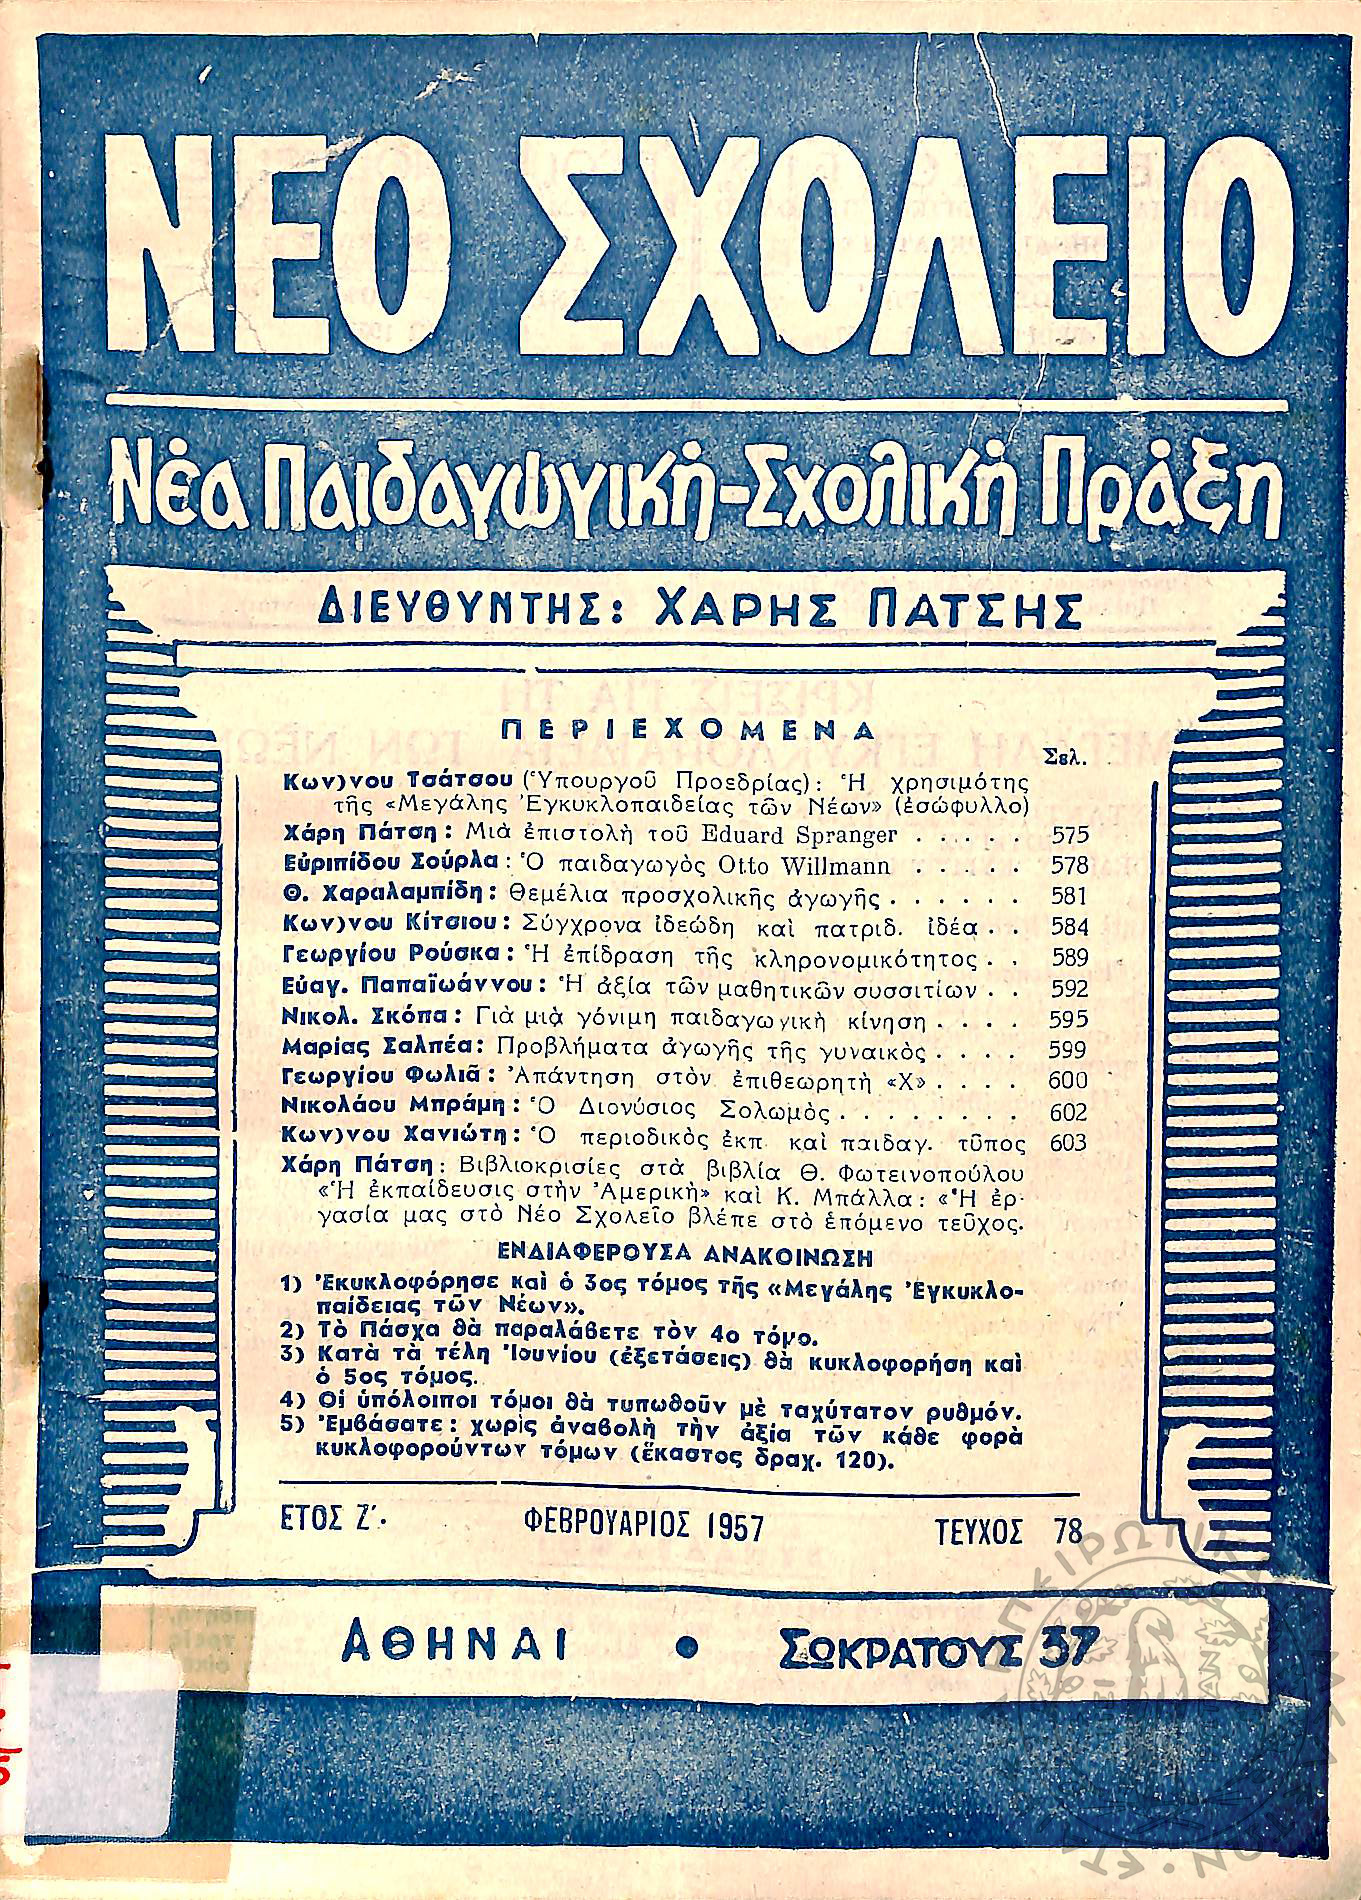 ΝΕΟ ΣΧΟΛΕΙΟ
Νέα Παιδαγωγική-Σχολική Πράξη
ΔΙΕΥΘΥΝΤΗΣ: ΧΑΡΗΣ ΠΑΤΣΗΣ
ΠΕΡΙΕΧΟΜΕΝΑ
Σελ.
Κων)νου Τσάτσου (Ὑπουργοῦ Προεδρίας): Ἡ χρησιμότης
τῆς «Μεγάλης Ἐγκυκλοπαιδείας τῶν Νέων» (ἐσώφυλλο)
Χάρη Πάτση: Μιὰ ἐπιστολὴ τοῦ Eduard Spranger . . . . . 575
Εὐριπίδου Σούρλα: Ὁ παιδαγωγὸς Otto Willmann . . . . . 578
Θ. Χαραλαμπίδη: Θεμέλια προσχολικῆς ἀγωγῆς . . . . . . 581
Κων)νου Κίτσιου: Σύγχρονα ἰδεώδη καὶ πατριδ. ἰδέα . . 584
Γεωργίου Ρούσκα: Ἡ ἐπίδραση τῆς κληρονομικότητος . . 589
Εὐαγ. Παπαϊωάννου: Ἡ ἀξία τῶν μαθητικῶν συσσιτίων . . 592
Νικολ. Σκόπα: Γιὰ μιὰ γόνιμη παιδαγωγικὴ κίνηση . . . . 595
Μαρίας Σαλπέα: Προβλήματα ἀγωγῆς τῆς γυναικὸς . . . . 599
Γεωργίου Φωλιᾶ: Ἀπάντηση στὸν ἐπιθεωρητὴ «Χ» . . . . 600
Νικολάου Μπράμη: Ὁ Διονύσιος Σολωμὸς . . . . . . . . 602
Κων)νου Χανιώτη: Ὁ περιοδικὸς ἐκπ. καὶ παιδαγ. τῦπος 603
Χάρη Πάτση: Βιβλιοκρισίες στὰ βιβλία Θ. Φωτεινοπούλου
«Ἡ ἐκπαίδευσις στὴν Ἀμερικὴ» καὶ Κ. Μπάλλα: «Ἡ ἐρ-
γασία μας στὸ Νέο Σχολεῖο βλέπε στὸ ἑπόμενο τεῦχος.
ΕΝΔΙΑΦΕΡΟΥΣΑ ΑΝΑΚΟΙΝΩΣΗ
1) Ἐκυκλοφόρησε καὶ ὁ 3ος τόμος τῆς «Μεγάλης Ἐγκυκλο-
παίδειας τῶν Νέων».
2) Τὸ Πάσχα θὰ παραλάβετε τὸν 4ο τόμο.
3) Κατὰ τὰ τέλη Ἰουνίου (ἐξετάσεις) θὰ κυκλοφορήση καὶ
ὁ 5ος τόμος.
4) Οἱ ὑπόλοιποι τόμοι θὰ τυπωθοῦν μὲ ταχύτατον ρυθμόν.
5) Ἐμβάσατε: χωρὶς ἀναβολὴ τὴν ἀξία τῶν κάθε φορὰ
κυκλοφορούντων τόμων (ἕκαστος δραχ. 120).
ΕΤΟΣ Ζ΄. ΦΕΒΡΟΥΑΡΙΟΣ 1957 ΤΕΥΧΟΣ 78
ΑΘΗΝΑΙ • ΣΩΚΡΑΤΟΥΣ 37